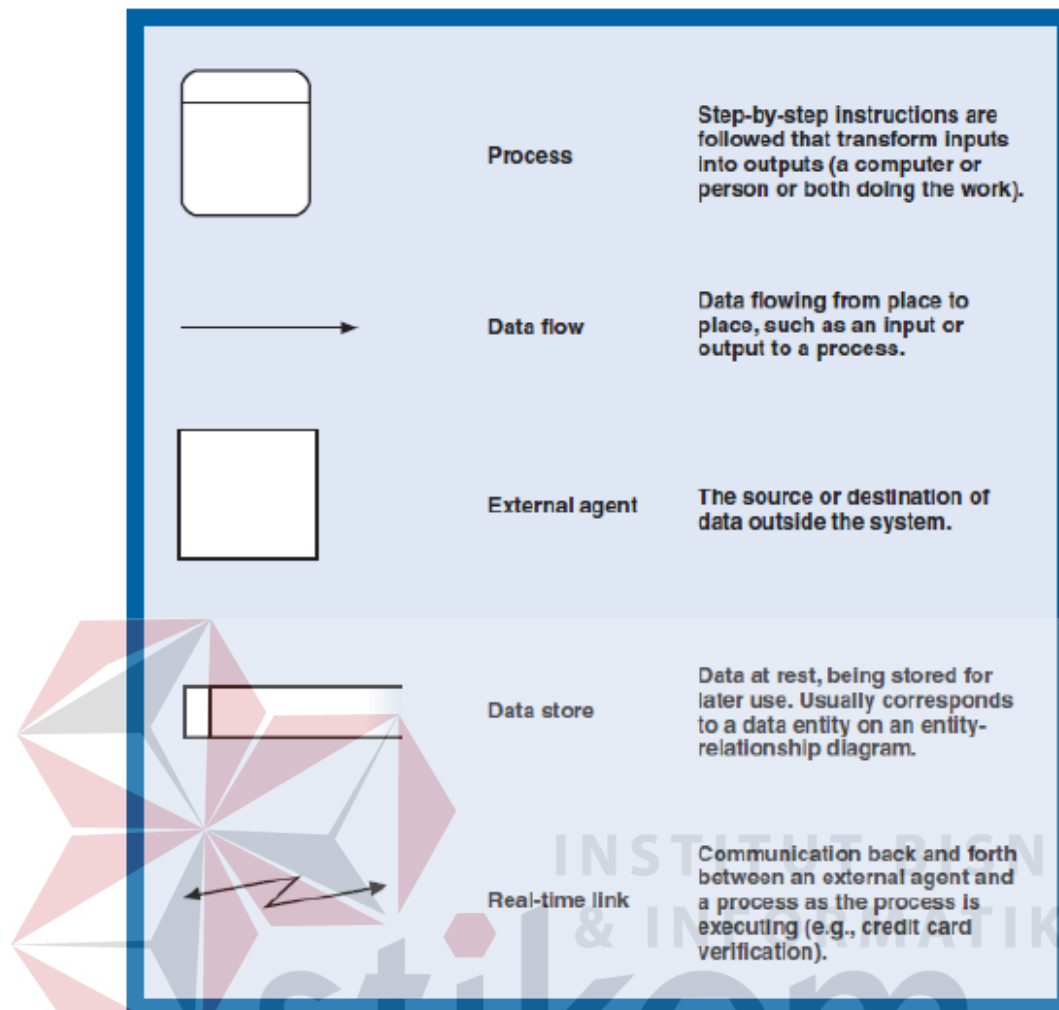 Process
Step-by-step instructions are
followed that transform inputs
into outputs (a computer or
person or both doing the work).
Data flow
Data flowing from place to
place, such as an input or
output to a process.
External agent
The source or destination of
data outside the system.
Data store
Data at rest, being stored for
later use. Usually corresponds
to a data entity on an entity-
relationship diagram.
Real-time link
Communication back and forth
between an external agent and
a process as the process is
executing (e.g., credit card
verification).
INSTITUT BISN
& INFORMATIK
stikom